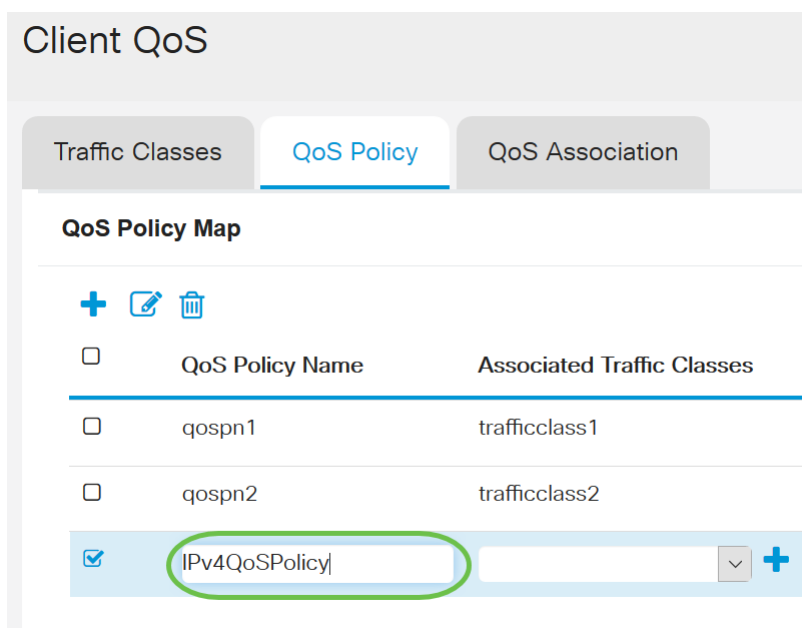 Client QoS
Traffic Classes QoS Policy QoS Association
QoS Policy Map
QoS Policy Name Associated Traffic Classes
qospn1 trafficclass1
qospn2 trafficclass2
IPv4QoSPolicy